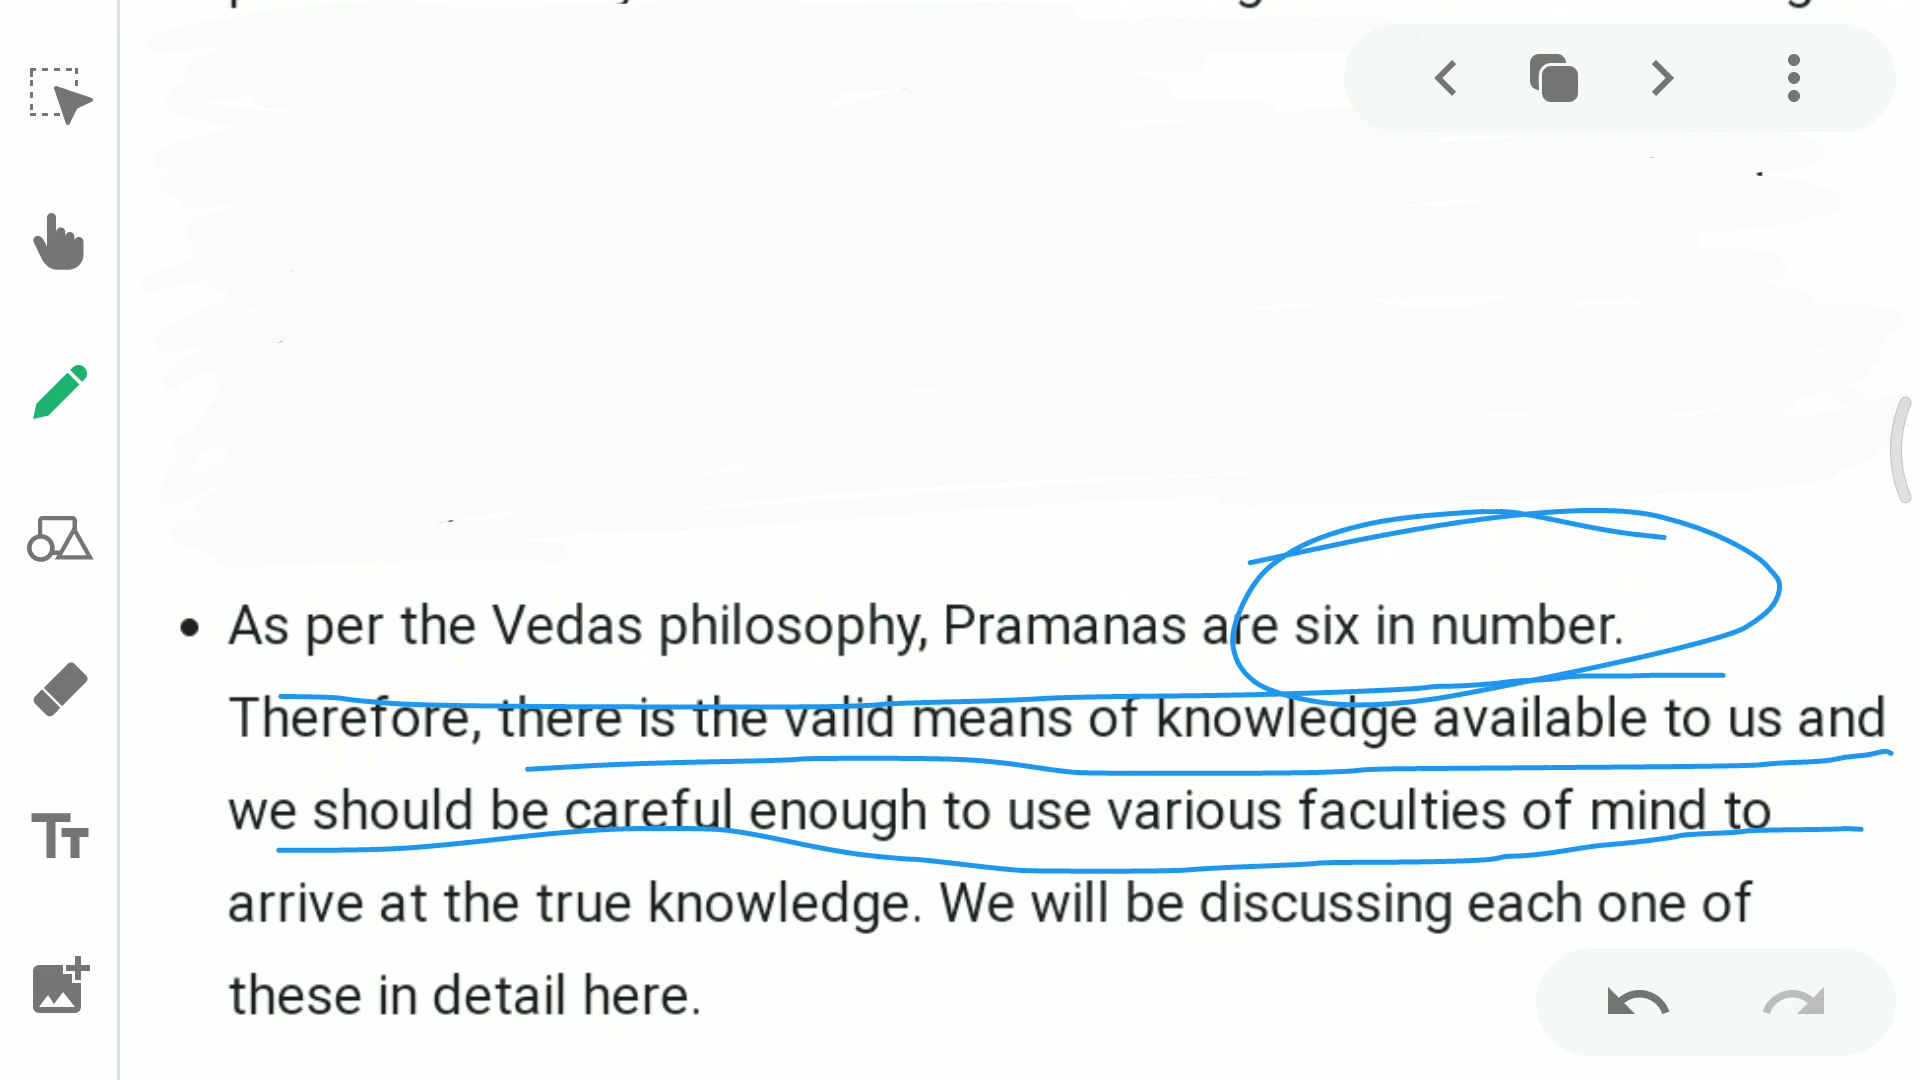 • As per the Vedas philosophy, Pramanas are six in number.
Therefore, there is the valid means of knowledge available to us and
we should be careful enough to use various faculties of mind to
arrive at the true knowledge. We will be discussing each one of
these in detail here.
Tт